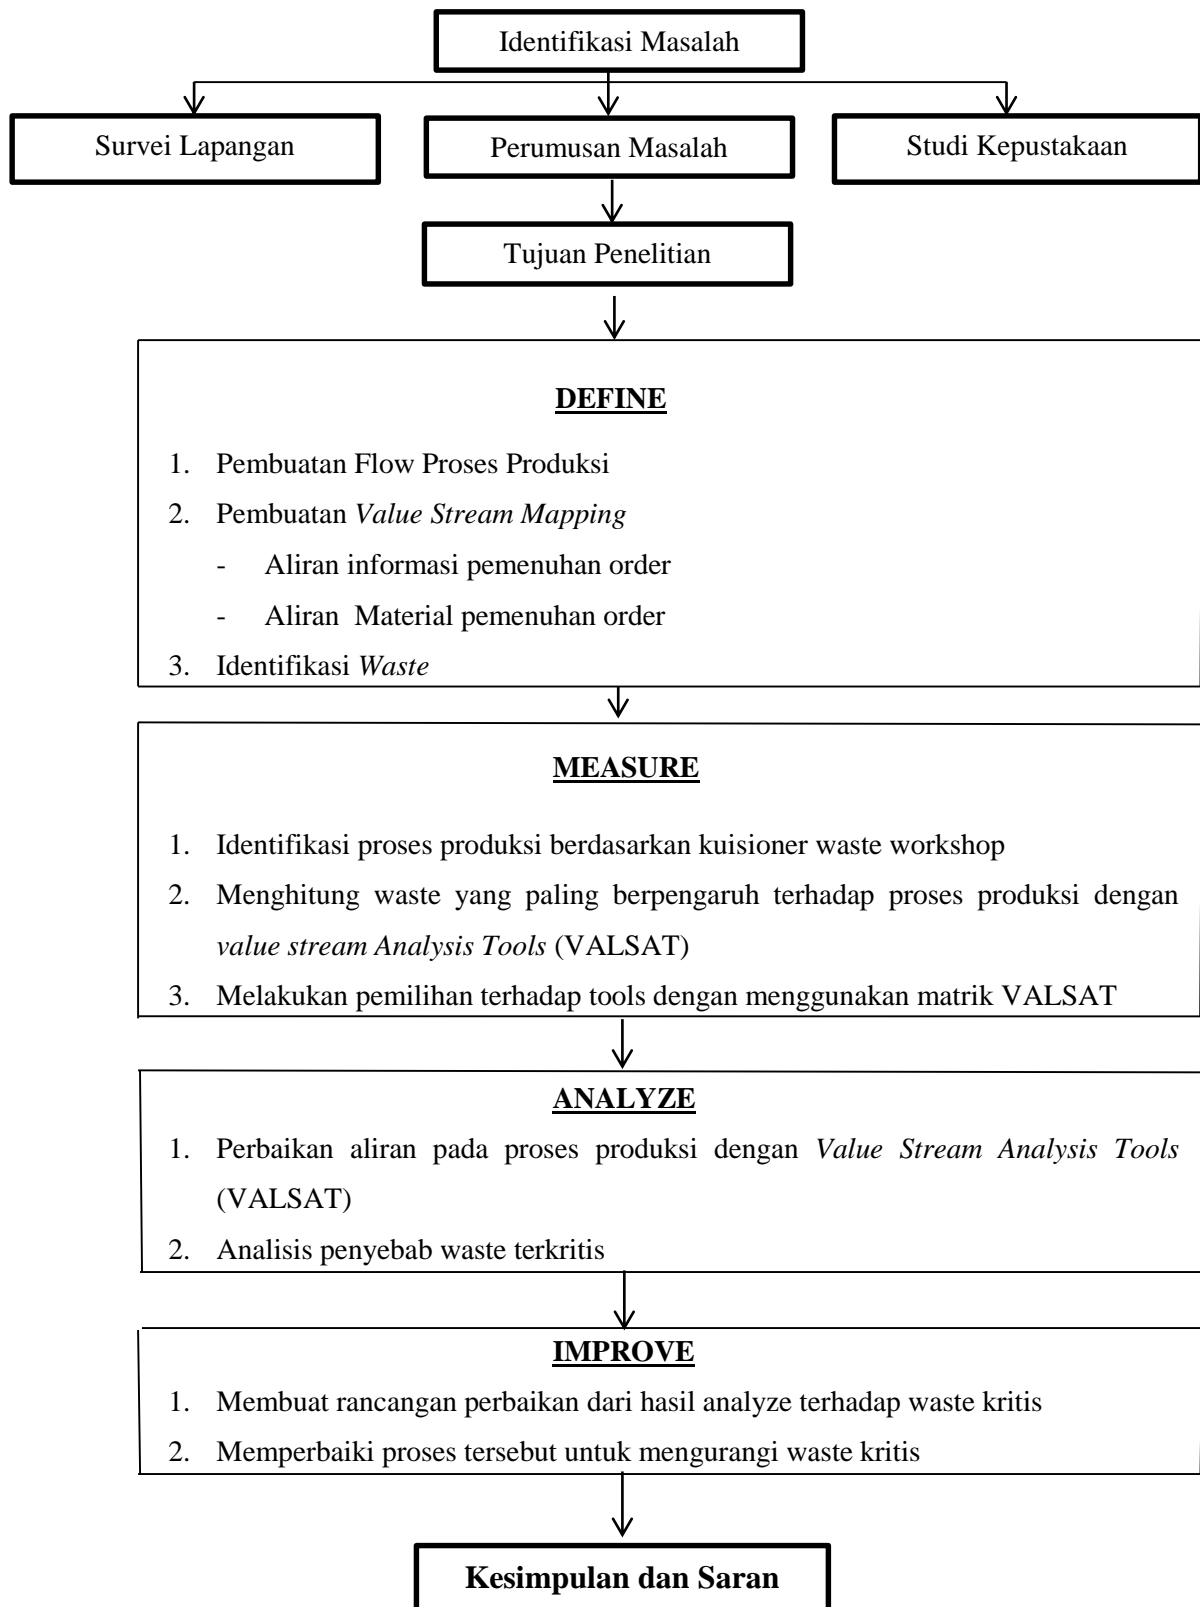 Identifikasi Masalah
Survei Lapangan
Perumusan Masalah
Studi Kepustakaan
Tujuan Penelitian
DEFINE
1. Pembuatan Flow Proses Produksi
2. Pembuatan Value Stream Mapping
- Aliran informasi pemenuhan order
- Aliran Material pemenuhan order
3. Identifikasi Waste
MEASURE
1. Identifikasi proses produksi berdasarkan kuisioner waste workshop
2. Menghitung waste yang paling berpengaruh terhadap proses produksi dengan
value stream Analysis Tools (VALSAT)
3. Melakukan pemilihan terhadap tools dengan menggunakan matrik VALSAT
ANALYZE
1. Perbaikan aliran pada proses produksi dengan Value Stream Analysis Tools
(VALSAT)
2. Analisis penyebab waste terkritis
IMPROVE
1. Membuat rancangan perbaikan dari hasil analyze terhadap waste kritis
2. Memperbaiki proses tersebut untuk mengurangi waste kritis
Kesimpulan dan Saran